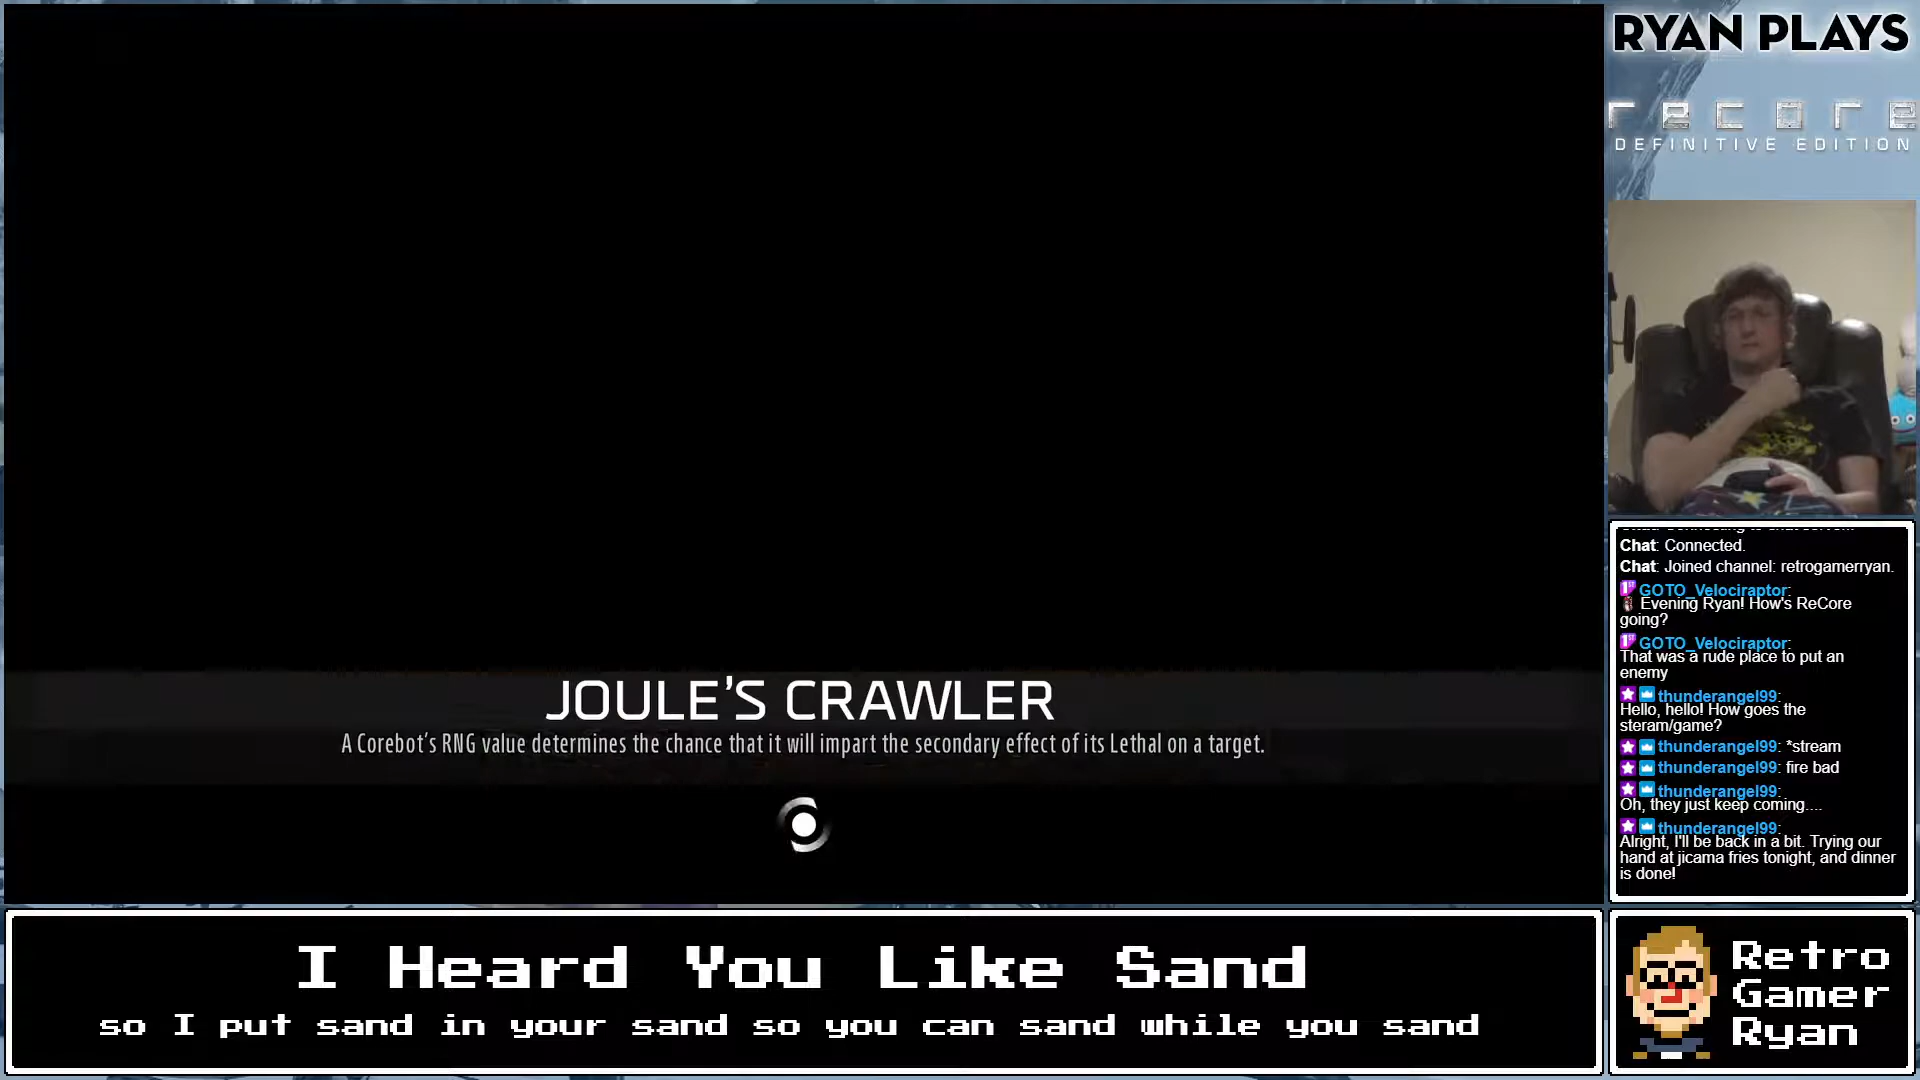 RYAN PLAYS
recore
DEFINITIVE EDITION
Chat: Connected.
Chat: Joined channel: retrogamerryan.
GOTO_Velociraptor:
Evening Ryan! How's ReCore
going?
GOTO_Velociraptor:
That was a rude place to put an
enemy
thunderangel99:
Hello, hello! How goes the
steram/game?
thunderangel99: *stream
thunderangel99: fire bad
thunderangel99:
Oh, they just keep coming....
thunderangel99:
Alright, I'll be back in a bit. Trying our
hand at jicama fries tonight, and dinner
is done!
JOULE'S CRAWLER
A Corebot's RNG value determines the chance that it will impart the secondary effect of its Lethal on a target.
I Heard You Like Sand
so I put sand in your sand so you can sand while you sand
Retro
Gamer
Ryan